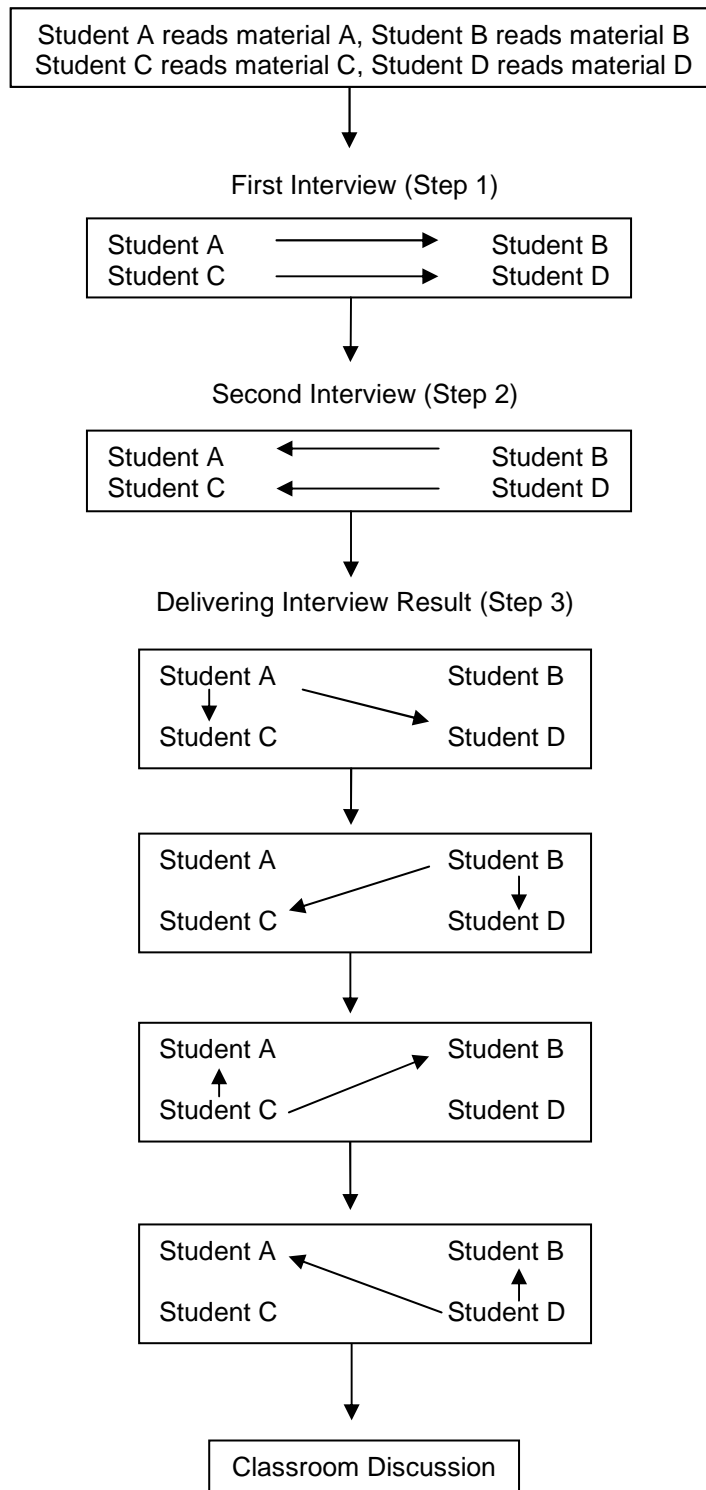 Student A reads material A, Student B reads material B
Student C reads material C, Student D reads material D
First Interview (Step 1)
Student A Student B
Student C Student D
Second Interview (Step 2)
Student A Student B
Student C Student D
Delivering Interview Result (Step 3)
Student A Student B
Student C Student D
Student A Student B
Student C Student D
Student A Student B
Student C Student D
Student A Student B
Student C Student D
Classroom Discussion